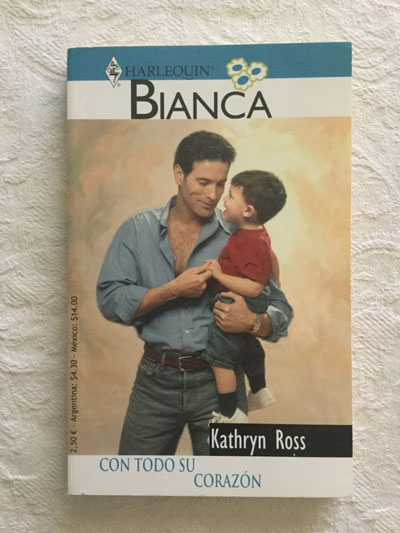 HARLEQUIN®
BIANCA
2,50 € - Argentina: $4.30 - México: $14.00
Kathryn Ross
CON TODO SU
CORAZÓN